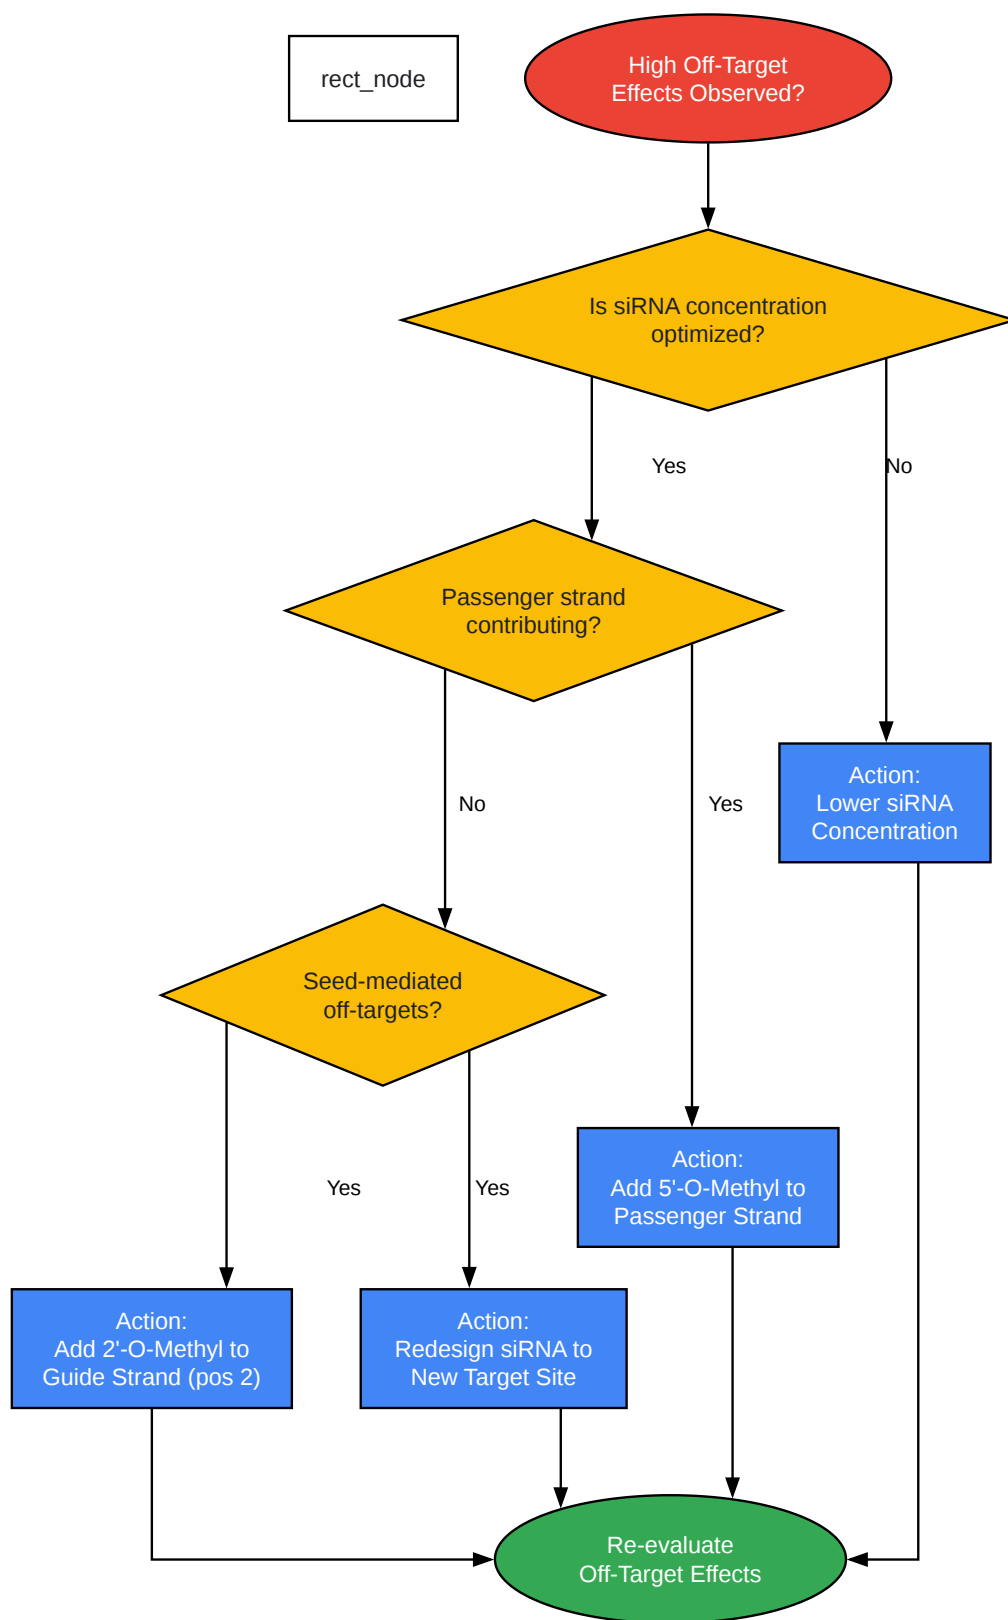 rect_node
High Off-Target
Effects Observed?
Is siRNA concentration
optimized?
Yes
No
Passenger strand
contributing?
Action:
Lower siRNA
Concentration
No
Yes
Seed-mediated
off-targets?
Action:
Add 5'-O-Methyl to
Passenger Strand
Yes
Yes
Action:
Add 2'-O-Methyl to
Guide Strand (pos 2)
Action:
Redesign siRNA to
New Target Site
Re-evaluate
Off-Target Effects